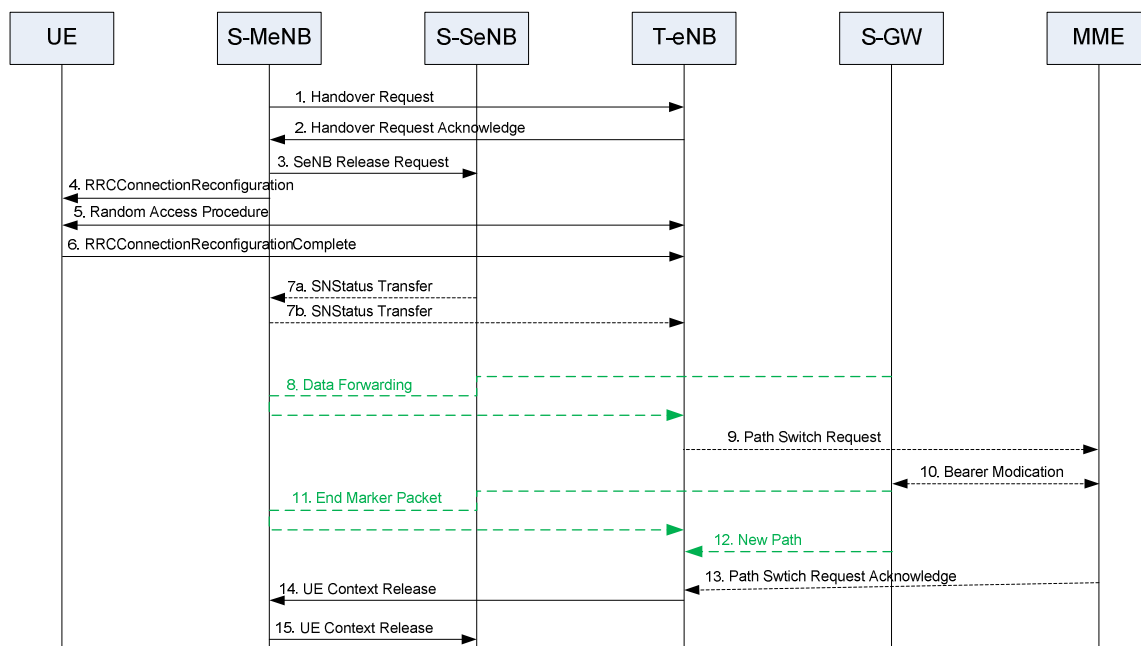 UE
S-MeNB
S-SeNB
T-eNB
S-GW
MME
1. Handover Request
2. Handover Request Acknowledge
3. SeNB Release Request
4. RRCConnectionReconfiguration
5. Random Access Procedure
6. RRCConnectionReconfigurationComplete
7a. SNStatus Transfer
7b. SNStatus Transfer
8. Data Forwarding
9. Path Switch Request
10. Bearer Modication
11. End Marker Packet
12. New Path
13. Path Swtich Request Acknowledge
14. UE Context Release
15. UE Context Release